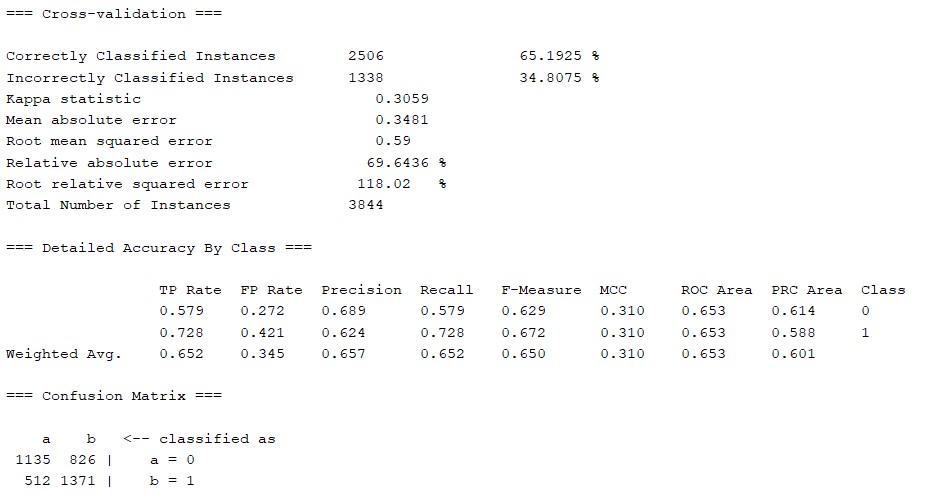 === Cross-validation ===
Correctly Classified Instances 2506 65.1925 %
Incorrectly Classified Instances 1338 34.8075 %
Kappa statistic 0.3059
Mean absolute error 0.3481
Root mean squared error 0.59
Relative absolute error 69.6436 %
Root relative squared error 118.02 %
Total Number of Instances 3844
=== Detailed Accuracy By Class ===
TP Rate FP Rate Precision Recall F-Measure MCC ROC Area PRC Area Class
0.579 0.272 0.689 0.579 0.629 0.310 0.653 0.614 0
0.728 0.421 0.624 0.728 0.672 0.310 0.653 0.588 1
Weighted Avg. 0.652 0.345 0.657 0.652 0.650 0.310 0.653 0.601
=== Confusion Matrix ===
a b <-- classified as
1135 826 | a = 0
512 1371 | b = 1